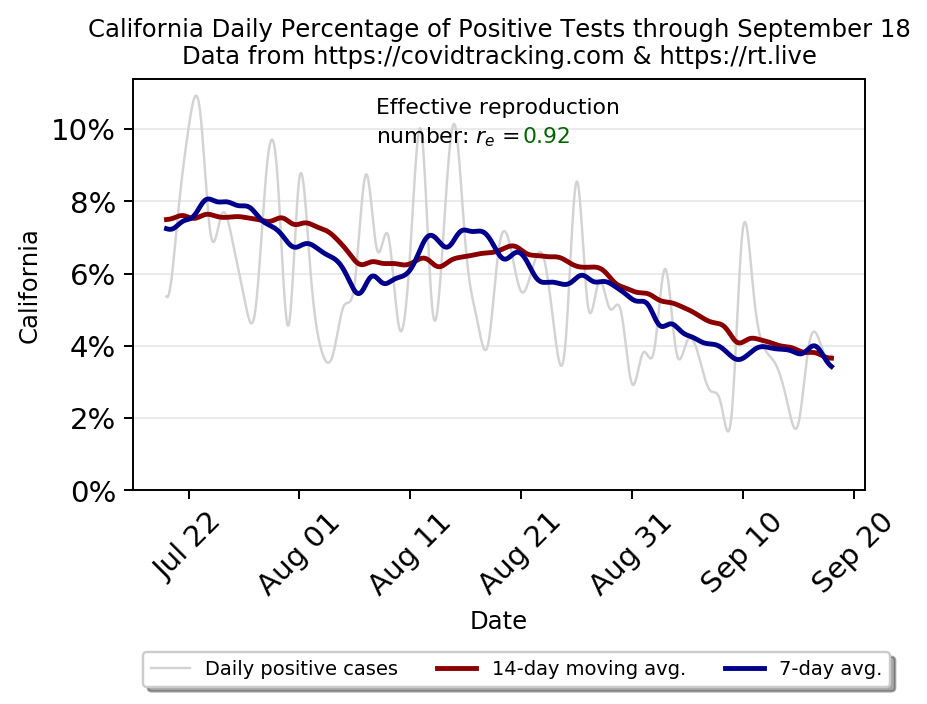 California Daily Percentage of Positive Tests through September 18
Data from https://covidtracking.com & https://rt.live
Effective reproduction
number: rₑ =0.92
10%
8%
6%
4%
2%
0%
California
Jul 22
Aug 01
Aug 11
Aug 21
Aug 31
Sep 10
Sep 20
Date
Daily positive cases
14-day moving avg.
7-day avg.